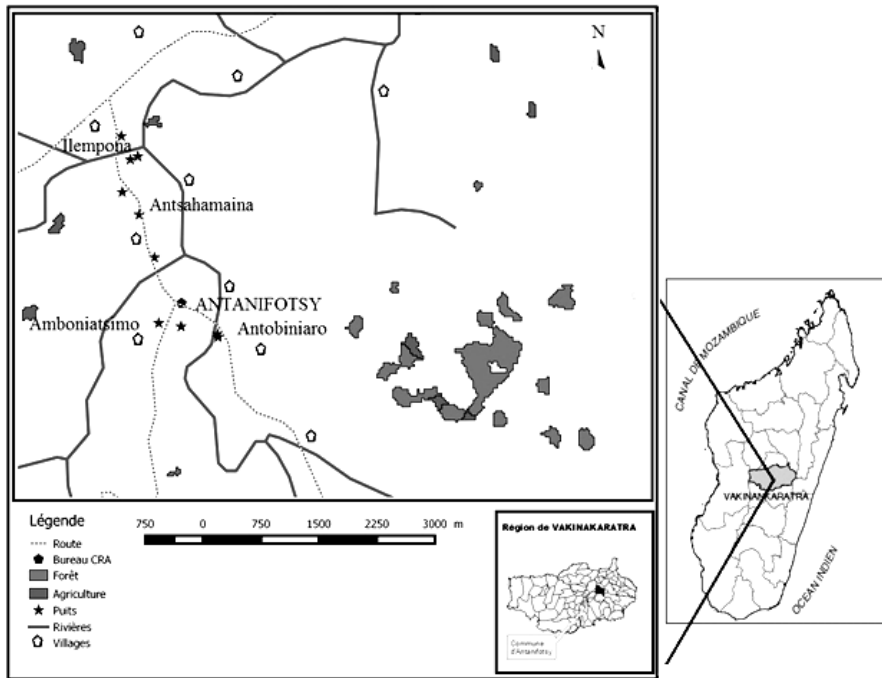 N
Ilempona
Antsahamaina
ANTANIFOTSY
Amboniatsimo
Antobiniaro
Légende
Route
Bureau CRA
Forêt
Agriculture
Puits
Rivières
Villages
750 0 750 1500 2250 3000 m
Région de VAKINAKARATRA
Commune
d'Antanifotsy
CANAL DE MOZAMBIQUE
VAKINANKARATRA
OCEAN INDIEN